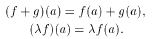 (f + g)(a) = f(a) + g(a),
(λf)(a) = λf(a).